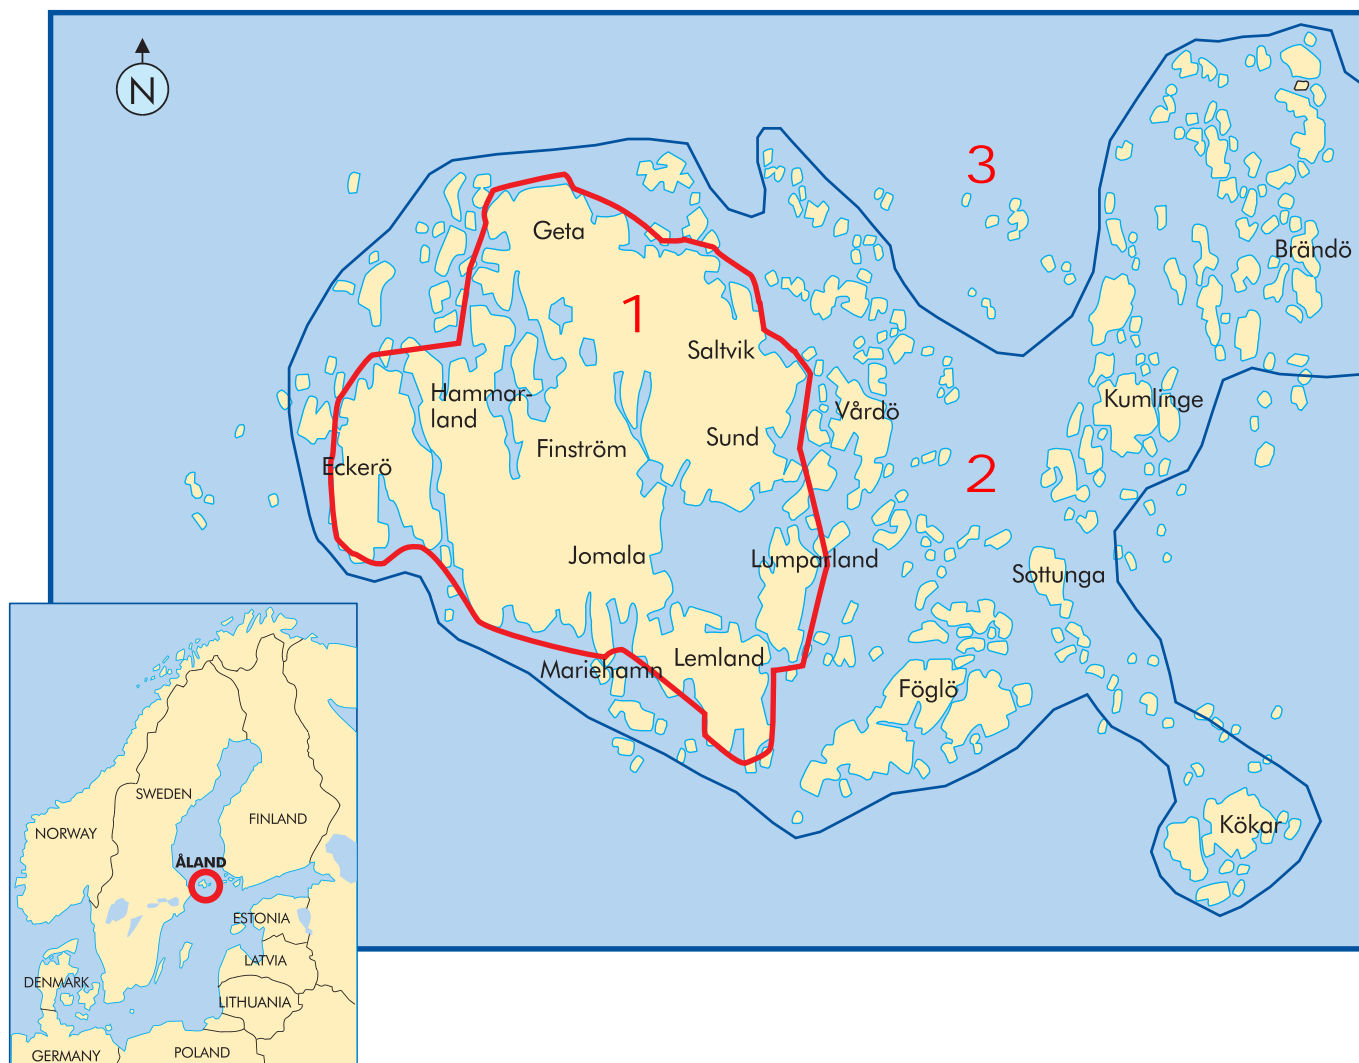 N
3
Geta
Brändö
1
Saltvik
Hammar-
land
Vårdö
Kumlinge
Finström
Sund
Eckerö
2
Jomala
Lumparland
Sottunga
Mariehamn
Lemland
Föglö
Kökar
SWEDEN
NORWAY
FINLAND
ÅLAND
ESTONIA
LATVIA
DENMARK
LITHUANIA
GERMANY
POLAND